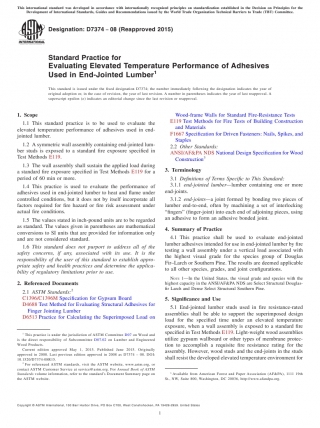 This international standard was developed in accordance with internationally recognized principles on standardization established in the Decision on Principles for the
Development of International Standards, Guides and Recommendations issued by the World Trade Organization Technical Barriers to Trade (TBT) Committee.
Designation: D7374 − 08 (Reapproved 2015)
Standard Practice for
Evaluating Elevated Temperature Performance of Adhesives
Used in End-Jointed Lumber¹
This standard is issued under the fixed designation D7374; the number immediately following the designation indicates the year of
original adoption or, in the case of revision, the year of last revision. A number in parentheses indicates the year of last reapproval. A
superscript epsilon (ε) indicates an editorial change since the last revision or reapproval.
1. Scope
1.1 This standard practice is to be used to evaluate the
elevated temperature performance of adhesives used in end-
jointed lumber.
1.2 A symmetric wall assembly containing end-jointed lum-
ber studs is exposed to a standard fire exposure specified in
Test Methods E119.
1.3 The wall assembly shall sustain the applied load during
a standard fire exposure specified in Test Methods E119 for a
period of 60 min or more.
1.4 This practice is used to evaluate the performance of
adhesives used in end-jointed lumber to heat and flame under
controlled conditions, but it does not by itself incorporate all
factors required for fire hazard or fire risk assessment under
actual fire conditions.
1.5 The values stated in inch-pound units are to be regarded
as standard. The values given in parentheses are mathematical
conversions to SI units that are provided for information only
and are not considered standard.
1.6 This standard does not purport to address all of the
safety concerns, if any, associated with its use. It is the
responsibility of the user of this standard to establish appro-
priate safety and health practices and determine the applica-
bility of regulatory limitations prior to use.
2. Referenced Documents
2.1 ASTM Standards:²
C1396/C1396M Specification for Gypsum Board
D4688 Test Method for Evaluating Structural Adhesives for
Finger Jointing Lumber
D6513 Practice for Calculating the Superimposed Load on
¹ This practice is under the jurisdiction of ASTM Committee D07 on Wood and
is the direct responsibility of Subcommittee D07.02 on Lumber and Engineered
Wood Products.
Current edition approved May 1, 2015. Published June 2015. Originally
approved in 2008. Last previous edition approved in 2008 as D7374 – 08.
² For referenced ASTM standards, visit the ASTM website, www.astm.org, or
contact ASTM Customer Service at service@astm.org. For Annual Book of ASTM
Standards volume information, refer to the standard's Document Summary page on
the ASTM website.
Wood-frame Walls for Standard Fire-Resistance Tests
E119 Test Methods for Fire Tests of Building Construction
and Materials
F1667 Specification for Driven Fasteners: Nails, Spikes, and
Staples
2.2 Other Standards:
ANSI/AF&PA NDS National Design Specification for Wood
Construction³
3. Terminology
3.1 Definitions of Terms Specific to This Standard:
3.1.1 end-jointed lumber—lumber containing one or more
end joints.
3.1.2 end-joint—a joint formed by bonding two pieces of
lumber end-to-end, often by machining a set of interlocking
“fingers” (finger-joint) into each end of adjoining pieces, using
an adhesive to form an adhesive bonded joint.
4. Summary of Practice
4.1 This practice shall be used to evaluate end-jointed
lumber adhesives intended for use in end-jointed lumber by fire
testing a wall assembly under a vertical load associated with
the highest visual grade for the species group of Douglas
Fir–Larch or Southern Pine. The results are deemed applicable
to all other species, grades, and joint configurations.
NOTE 1—In the United States, the visual grade and species with the
highest capacity in the ANSI/AF&PA NDS are Select Structural Douglas-
fir Larch and Dense Select Structural Southern Pine.
5. Significance and Use
5.1 End-jointed lumber studs used in fire resistance-rated
assemblies shall be able to support the superimposed design
load for the specified time under an elevated temperature
exposure, when a wall assembly is exposed to a standard fire
specified in Test Methods E119. Light-weight wood assemblies
utilize gypsum wallboard or other types of membrane protec-
tion to accomplish a requisite fire resistance rating for the
assembly. However, wood studs and the end-joints in the studs
shall resist the developed elevated temperature environment for
³ Available from American Forest and Paper Association (AF&PA), 1111 19th
St., NW, Suite 800, Washington, DC 20036, http://www.afandpa.org
Copyright © ASTM International, 100 Barr Harbor Drive, PO Box C700, West Conshohocken, PA 19428-2959. United States
1